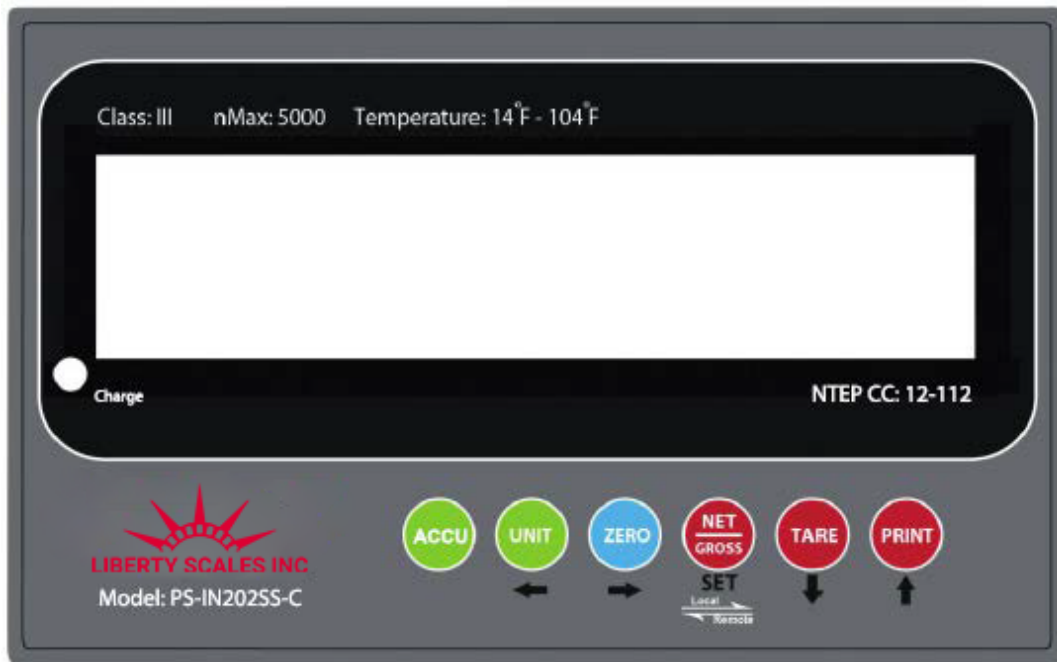 Class: III nMax: 5000 Temperature: 14°F - 104°F
Charge
NTEP CC: 12-112
ACCU UNIT ZERO NET GROSS TARE PRINT
SET
Local
Remote
LIBERTY SCALES INC
Model: PS-IN202SS-C